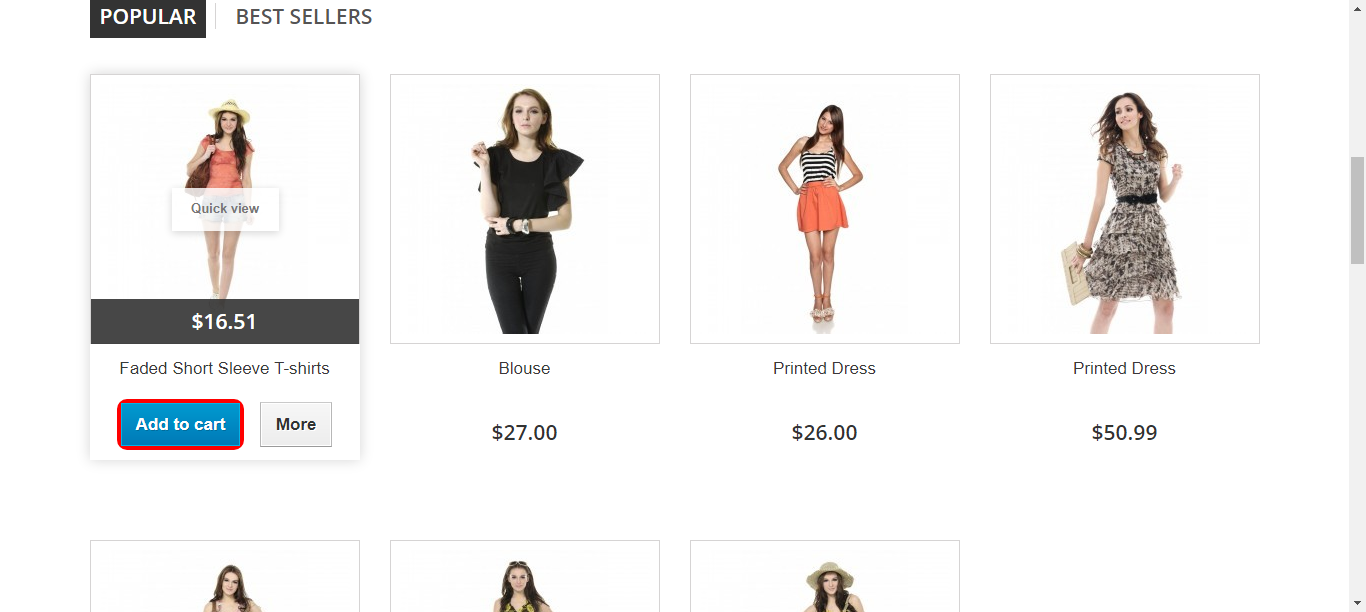 POPULAR BEST SELLERS
Quick view
$16.51
Faded Short Sleeve T-shirts
Add to cart More
Blouse
$27.00
Printed Dress
$26.00
Printed Dress
$50.99